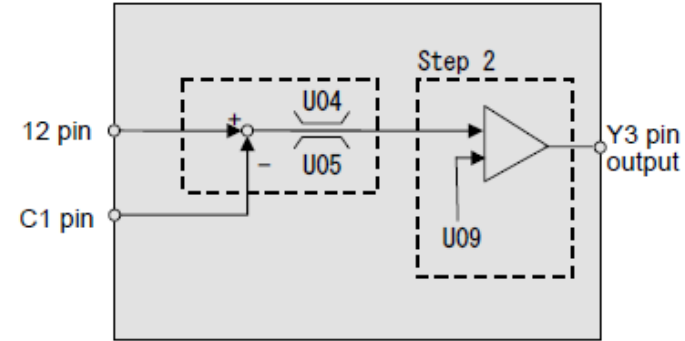 Step 2
U04
12 pin
+
Y3 pin
output
-
U05
C1 pin
U09